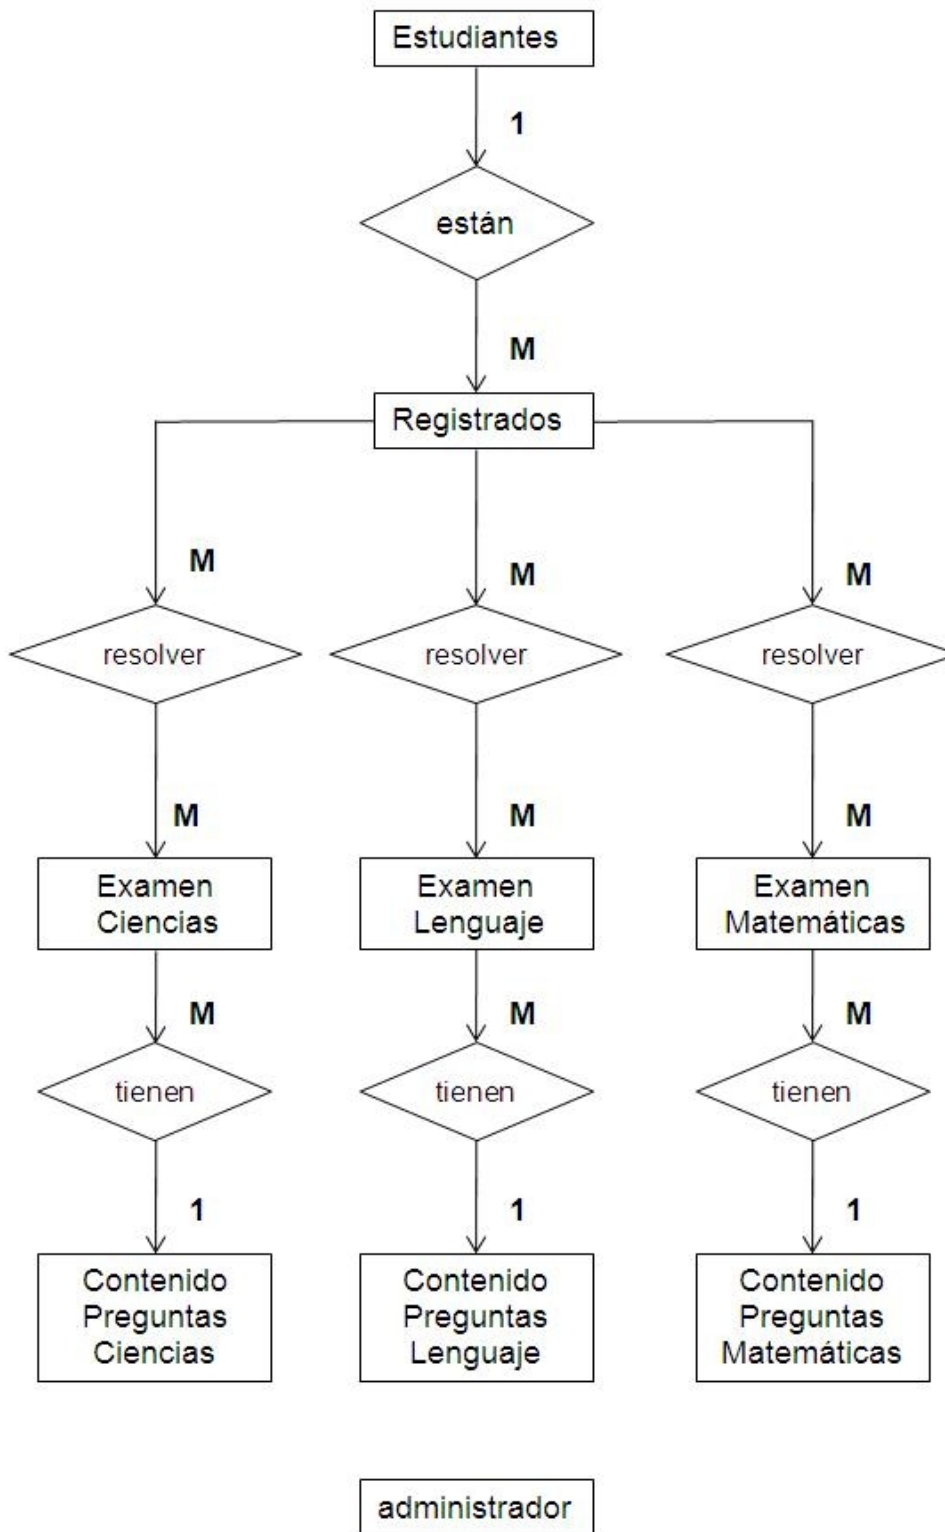 Estudiantes
1
están
M
Registrados
M
M
M
resolver
resolver
resolver
M
M
M
Examen
Ciencias
Examen
Lenguaje
Examen
Matemáticas
M
M
M
tienen
tienen
tienen
1
1
1
Contenido
Preguntas
Ciencias
Contenido
Preguntas
Lenguaje
Contenido
Preguntas
Matemáticas
administrador